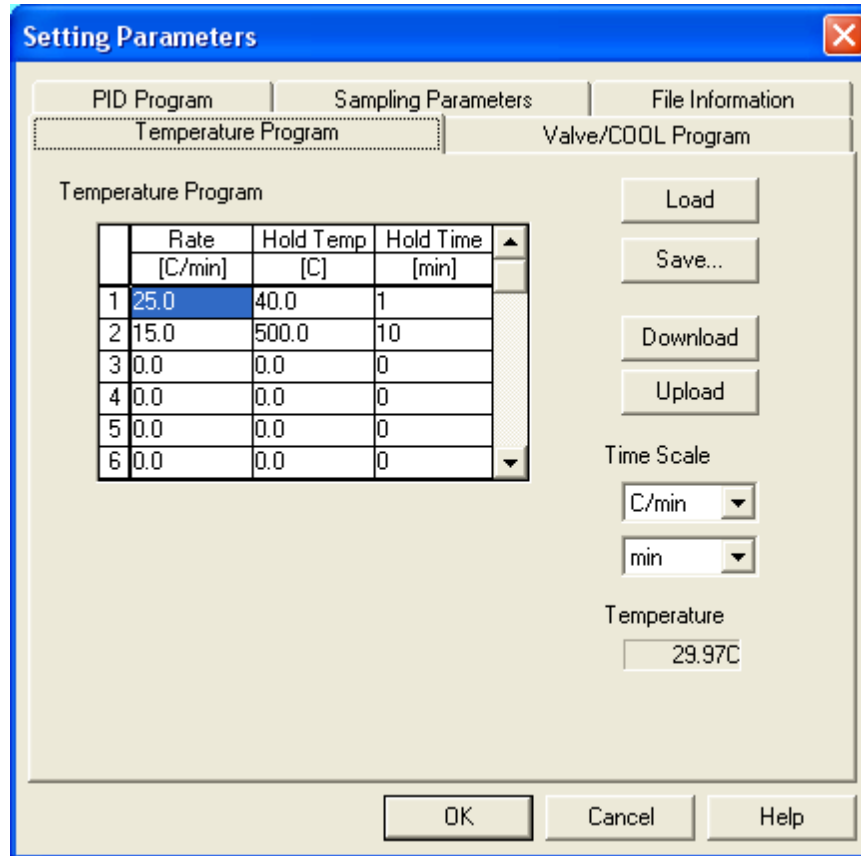 Setting Parameters
PID Program Sampling Parameters File Information
Temperature Program Valve/COOL Program
Temperature Program
Rate Hold Temp Hold Time
[C/min] [C] [min]
1 25.0 40.0 1
2 15.0 500.0 10
3 0.0 0.0 0
4 0.0 0.0 0
5 0.0 0.0 0
6 0.0 0.0 0
Load
Save...
Download
Upload
Time Scale
C/min
min
Temperature
29.97C
OK Cancel Help